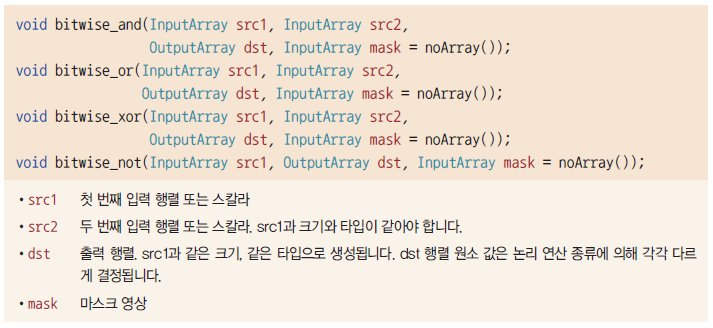 void bitwise_and(InputArray src1, InputArray src2,
OutputArray dst, InputArray mask = noArray());
void bitwise_or(InputArray src1, InputArray src2,
OutputArray dst, InputArray mask = noArray());
void bitwise_xor(InputArray src1, InputArray src2,
OutputArray dst, InputArray mask = noArray());
void bitwise_not(InputArray src1, OutputArray dst, InputArray mask = noArray());
• src1 첫 번째 입력 행렬 또는 스칼라
• src2 두 번째 입력 행렬 또는 스칼라. src1과 크기와 타입이 같아야 합니다.
• dst 출력 행렬. src1과 같은 크기, 같은 타입으로 생성됩니다. dst 행렬 원소 값은 논리 연산 종류에 의해 각각 다르
게 결정됩니다.
• mask 마스크 영상